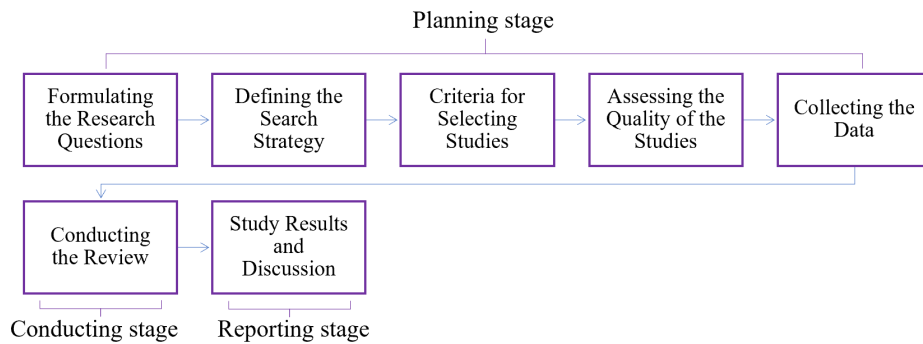 Planning stage
Formulating
the Research
Questions
Defining the
Search
Strategy
Criteria for
Selecting
Studies
Assessing the
Quality of the
Studies
Collecting the
Data
Conducting
the Review
Study Results
and
Discussion
Conducting stage
Reporting stage